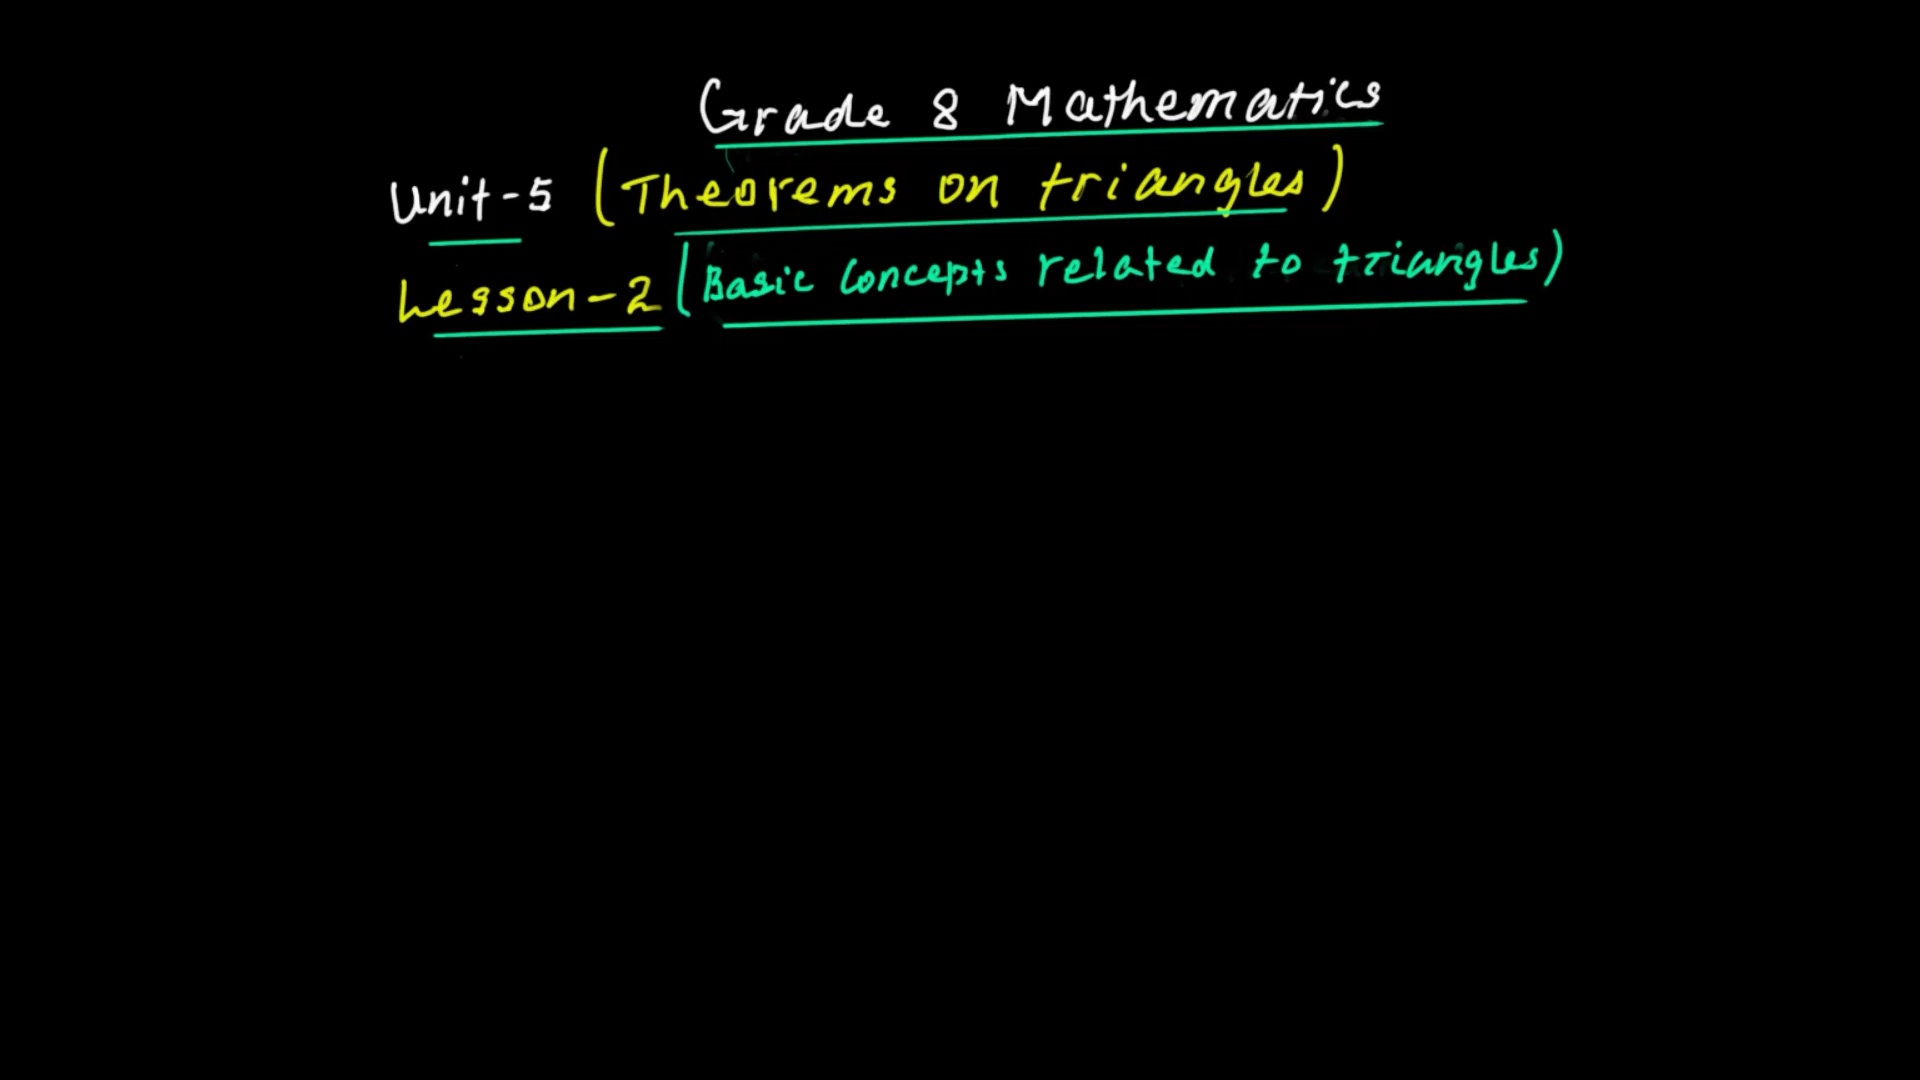 Grade 8 Mathematics
Unit-5 (Theorems on triangles)
Lesson-2 (Basic Concepts related to triangles)